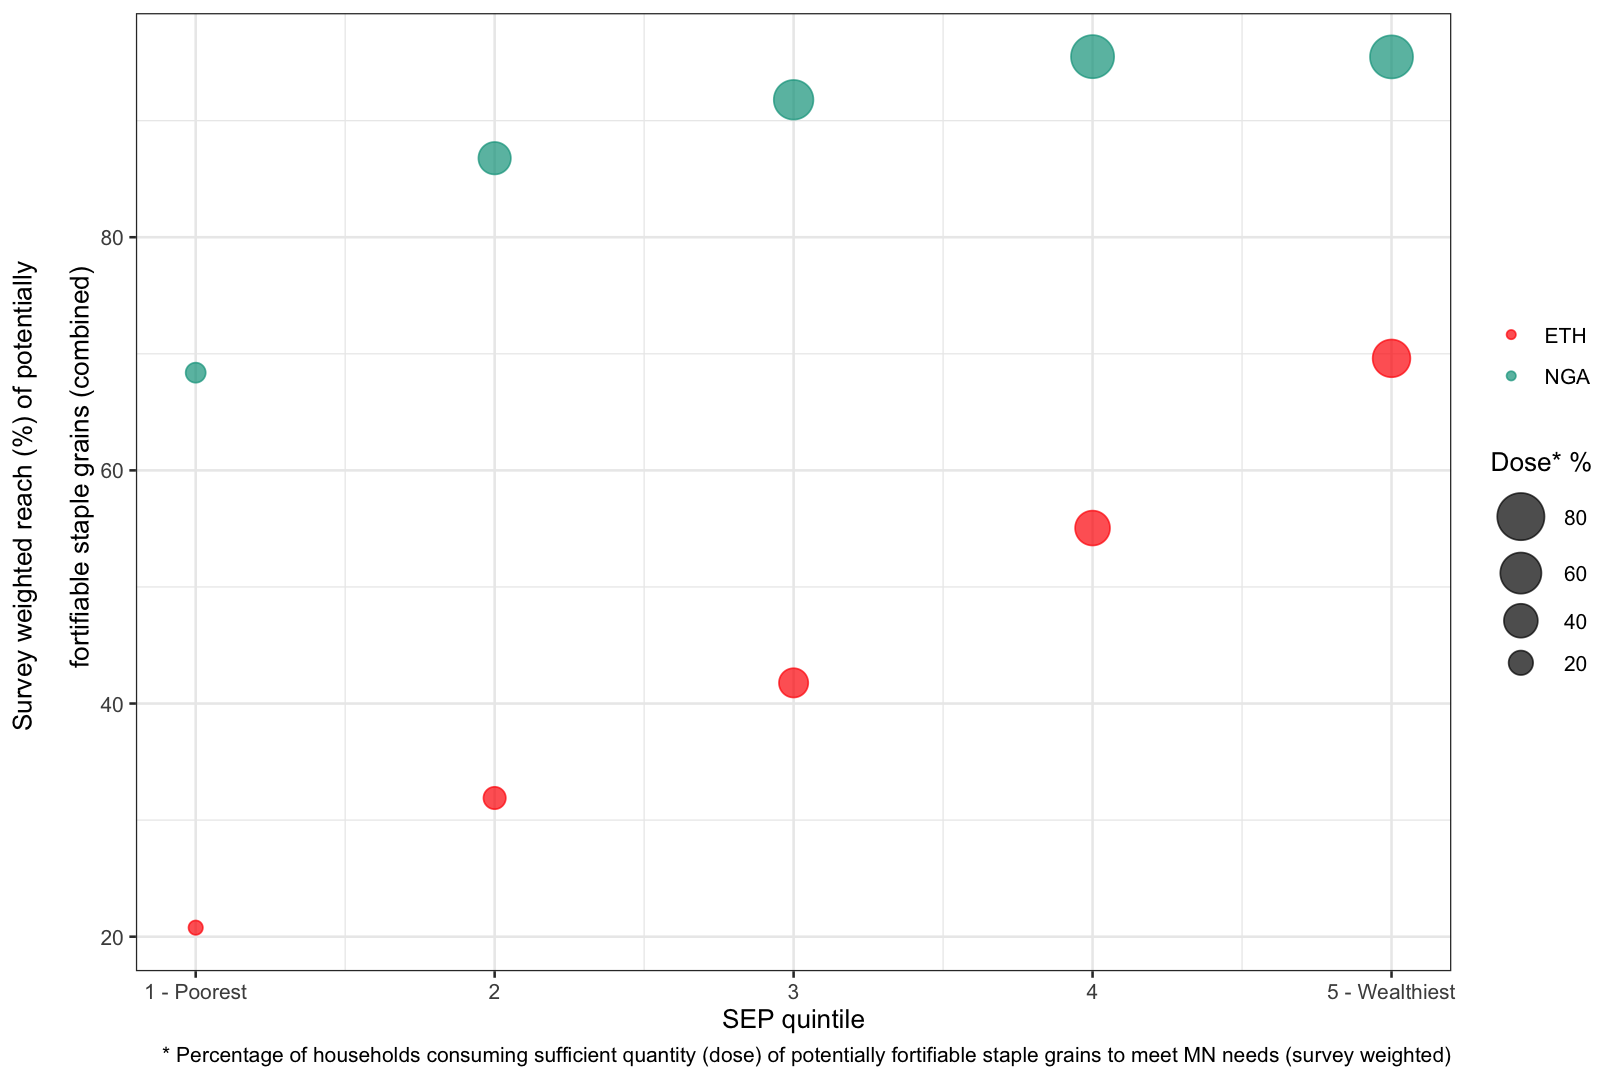 Survey weighted reach (%) of potentially
fortifiable staple grains (combined)
80
60
40
20
1 - Poorest
2
3
4
5 - Wealthiest
SEP quintile
* Percentage of households consuming sufficient quantity (dose) of potentially fortifiable staple grains to meet MN needs (survey weighted)
ETH
NGA
Dose* %
80
60
40
20